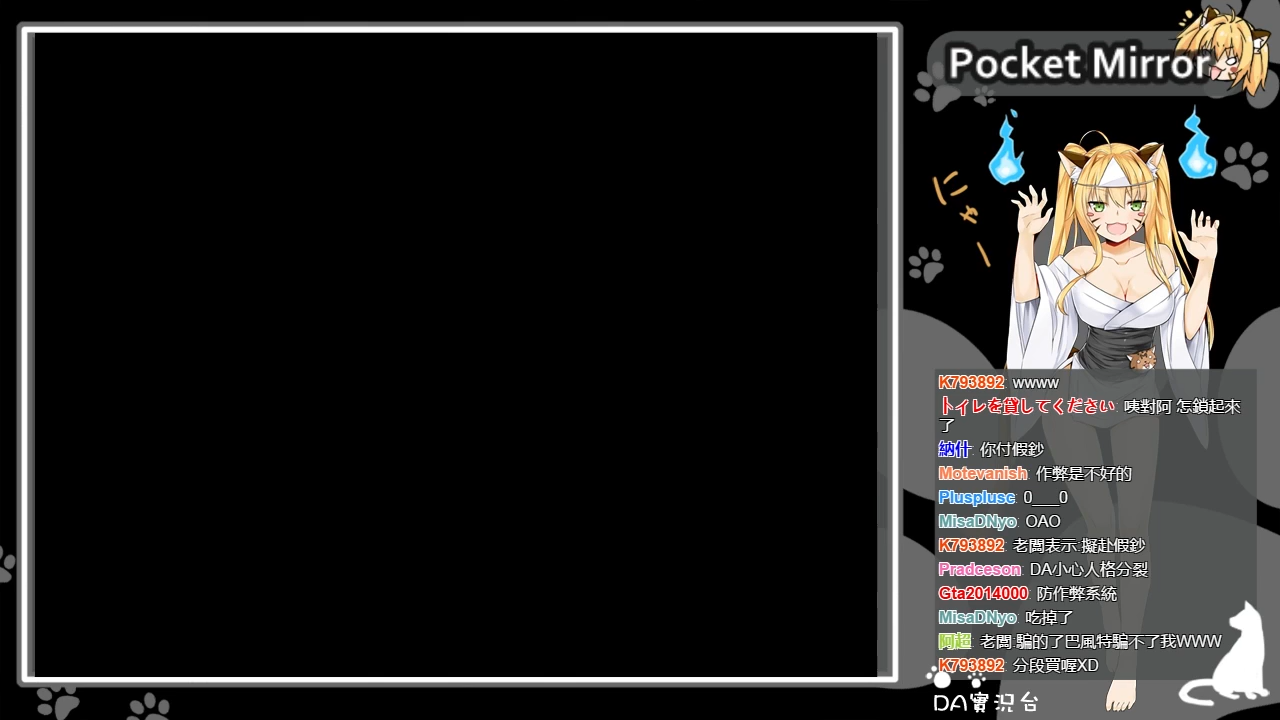 Pocket Mirror
にゃー
K793892: wwww
トイレを貸してください: 咦對阿 怎鎖起來
了
納什: 你付假鈔
Motevanish: 作弊是不好的
Plusplusc: 0___0
MisaDNyo: OAO
K793892: 老闆表示:擬赴假鈔
Pradceson: DA小心人格分裂
Gta2014000: 防作弊系統
MisaDNyo: 吃掉了
阿超: 老闆:騙的了巴風特騙不了我WWW
K793892: 分段買喔XD
DA實況台